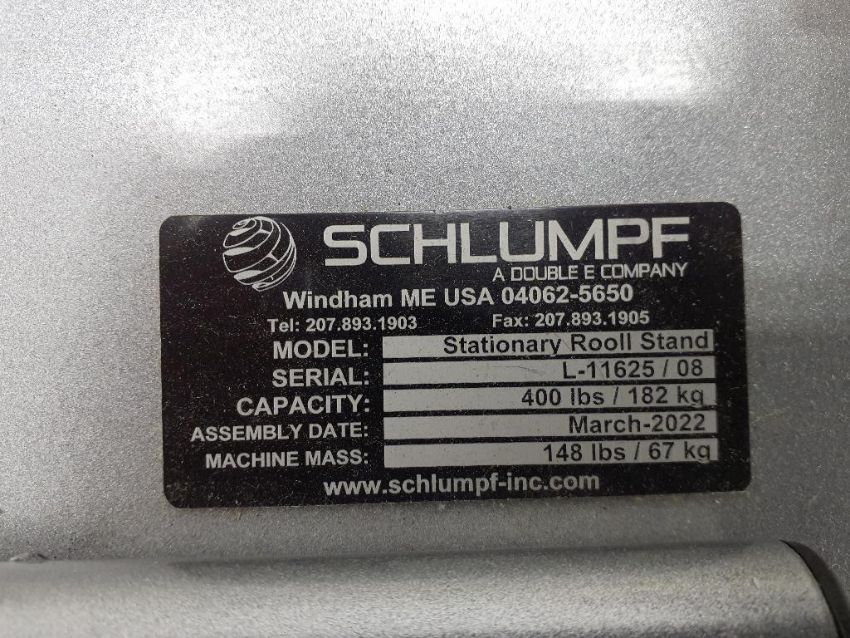 SCHLUMPF
A DOUBLE E COMPANY
Windham ME USA 04062-5650
Tel: 207.893.1903 Fax: 207.893.1905
MODEL: Stationary Rooll Stand
SERIAL: L-11625 / 08
CAPACITY: 400 lbs / 182 kg
ASSEMBLY DATE: March-2022
MACHINE MASS: 148 lbs / 67 kg
www.schlumpf-inc.com